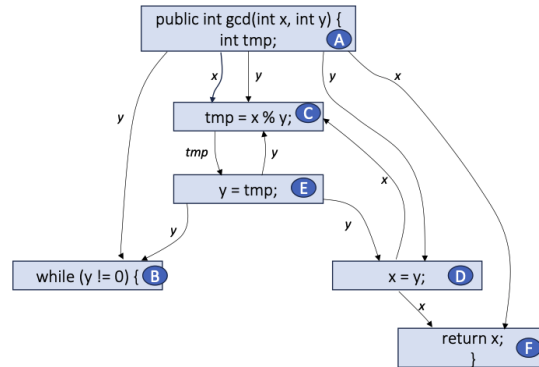 public int gcd(int x, int y) {
int tmp;
A
x
y
y
x
y
tmp = x % y;
C
tmp
y
x
y = tmp;
E
y
y
while (y != 0) {
B
x = y;
D
x
return x;
}
F